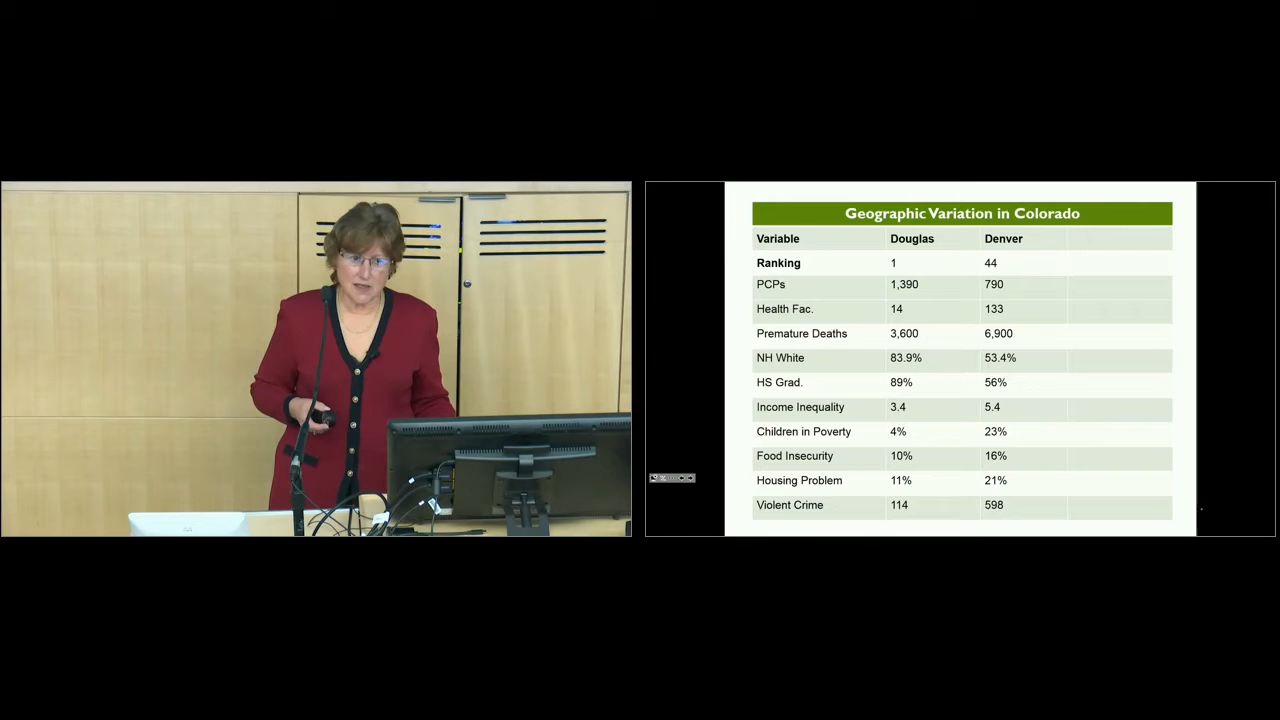 Geographic Variation in Colorado
Variable Douglas Denver
Ranking 1 44
PCPs 1,390 790
Health Fac. 14 133
Premature Deaths 3,600 6,900
NH White 83.9% 53.4%
HS Grad. 89% 56%
Income Inequality 3.4 5.4
Children in Poverty 4% 23%
Food Insecurity 10% 16%
Housing Problem 11% 21%
Violent Crime 114 598